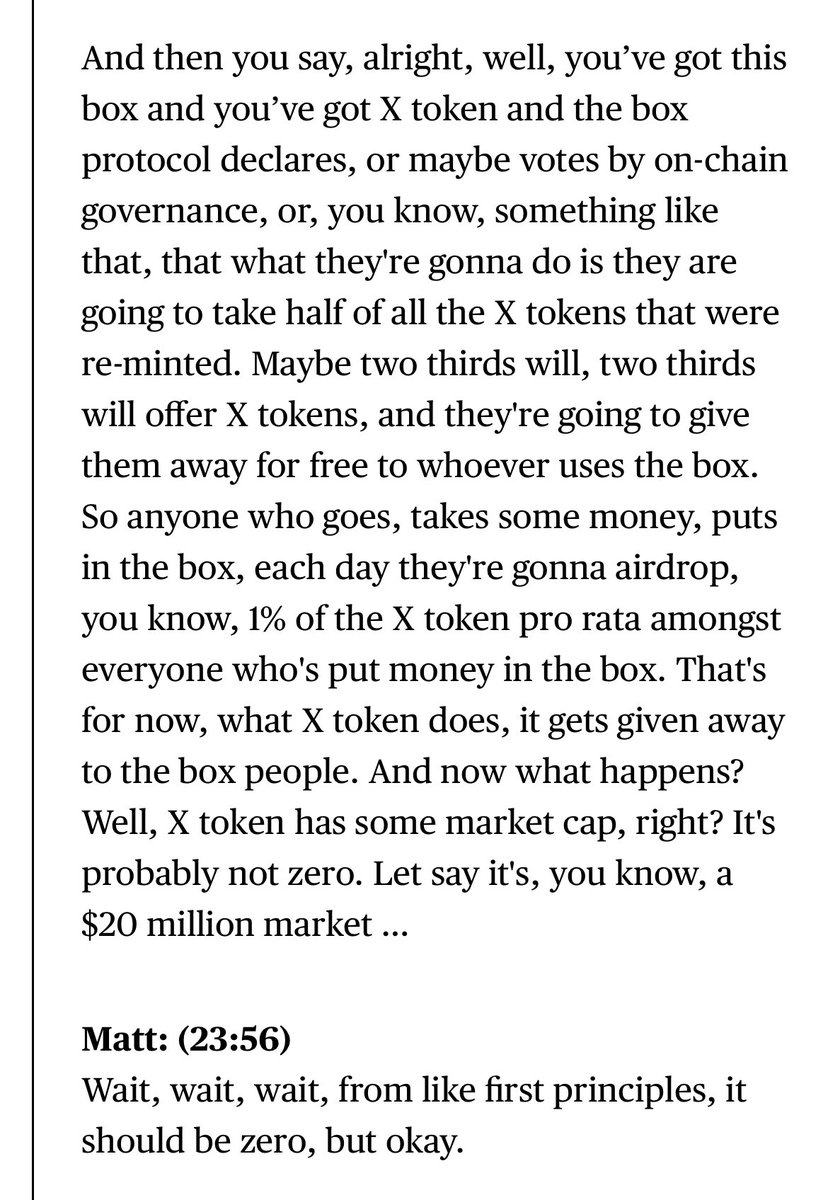 And then you say, alright, well, you’ve got this
box and you’ve got X token and the box
protocol declares, or maybe votes by on-chain
governance, or, you know, something like
that, that what they're gonna do is they are
going to take half of all the X tokens that were
re-minted. Maybe two thirds will, two thirds
will offer X tokens, and they're going to give
them away for free to whoever uses the box.
So anyone who goes, takes some money, puts
in the box, each day they're gonna airdrop,
you know, 1% of the X token pro rata amongst
everyone who's put money in the box. That's
for now, what X token does, it gets given away
to the box people. And now what happens?
Well, X token has some market cap, right? It's
probably not zero. Let say it's, you know, a
$20 million market ...
Matt: (23:56)
Wait, wait, wait, from like first principles, it
should be zero, but okay.